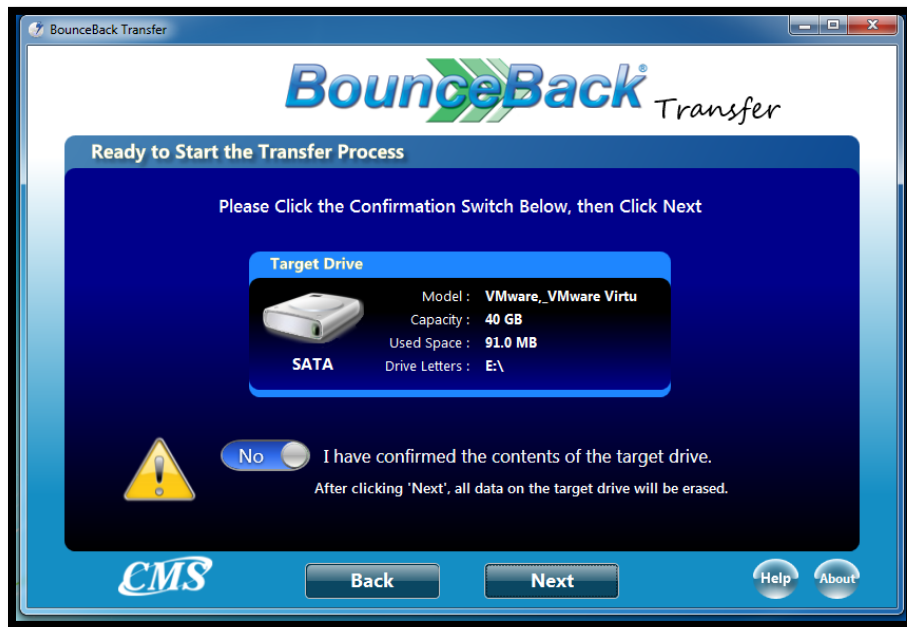 BounceBack Transfer
BounceBack® Transfer
Ready to Start the Transfer Process
Please Click the Confirmation Switch Below, then Click Next
Target Drive
Model : VMware,_VMware Virtu
Capacity : 40 GB
Used Space : 91.0 MB
SATA Drive Letters : E:\
No I have confirmed the contents of the target drive.
After clicking 'Next', all data on the target drive will be erased.
CMS Back Next Help About